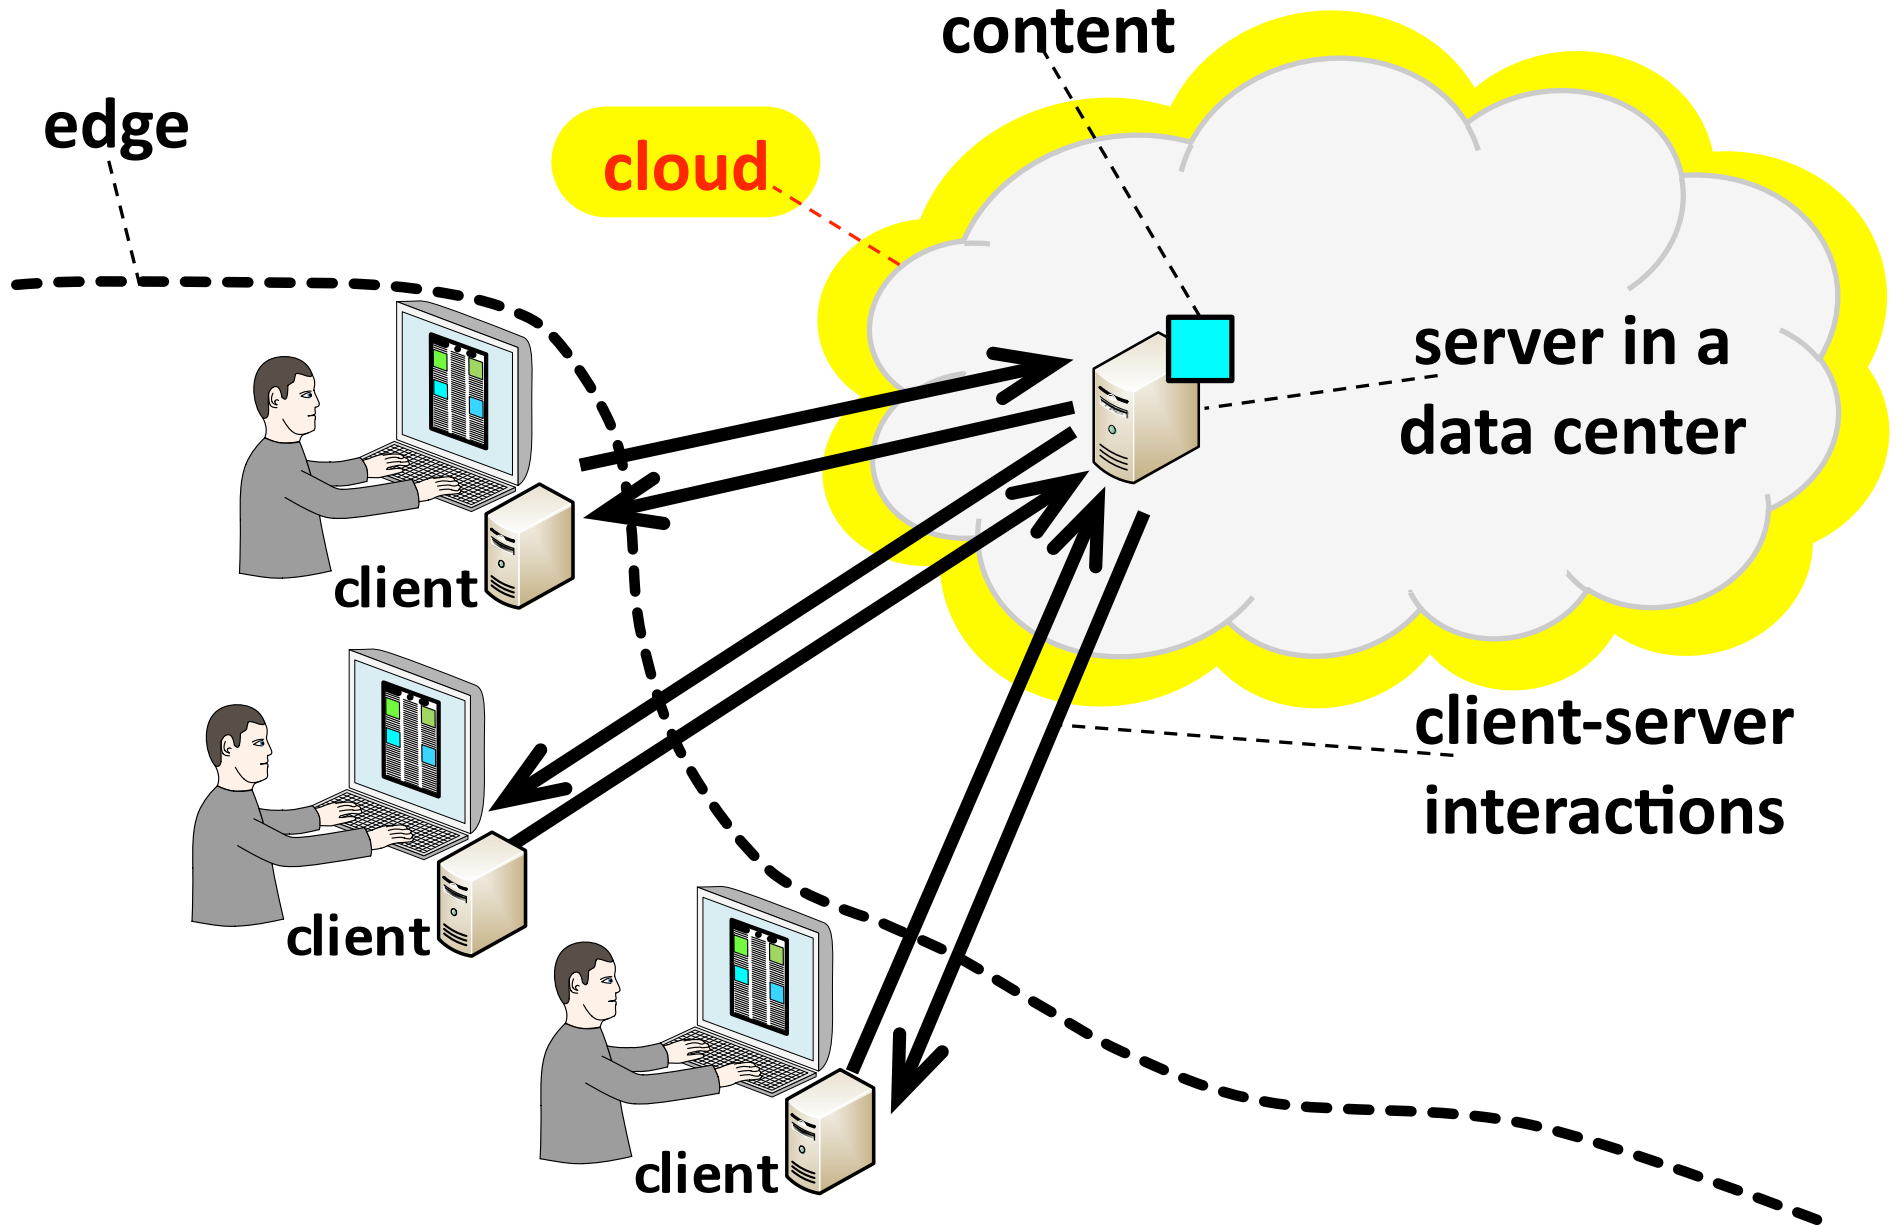 content
edge
cloud
server in a
data center
client
client-server
interactions
client
client